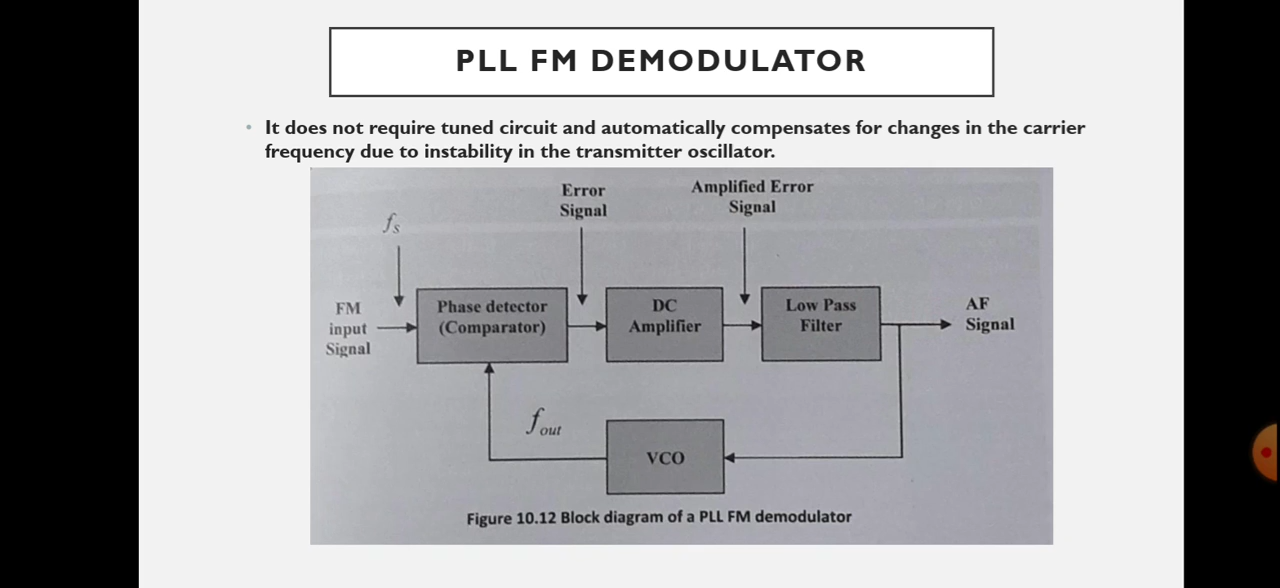 PLL FM DEMODULATOR
• It does not require tuned circuit and automatically compensates for changes in the carrier
frequency due to instability in the transmitter oscillator.
Error
Signal
Amplified Error
Signal
fs
FM
input
Signal
Phase detector
(Comparator)
DC
Amplifier
Low Pass
Filter
AF
Signal
fout
VCO
Figure 10.12 Block diagram of a PLL FM demodulator